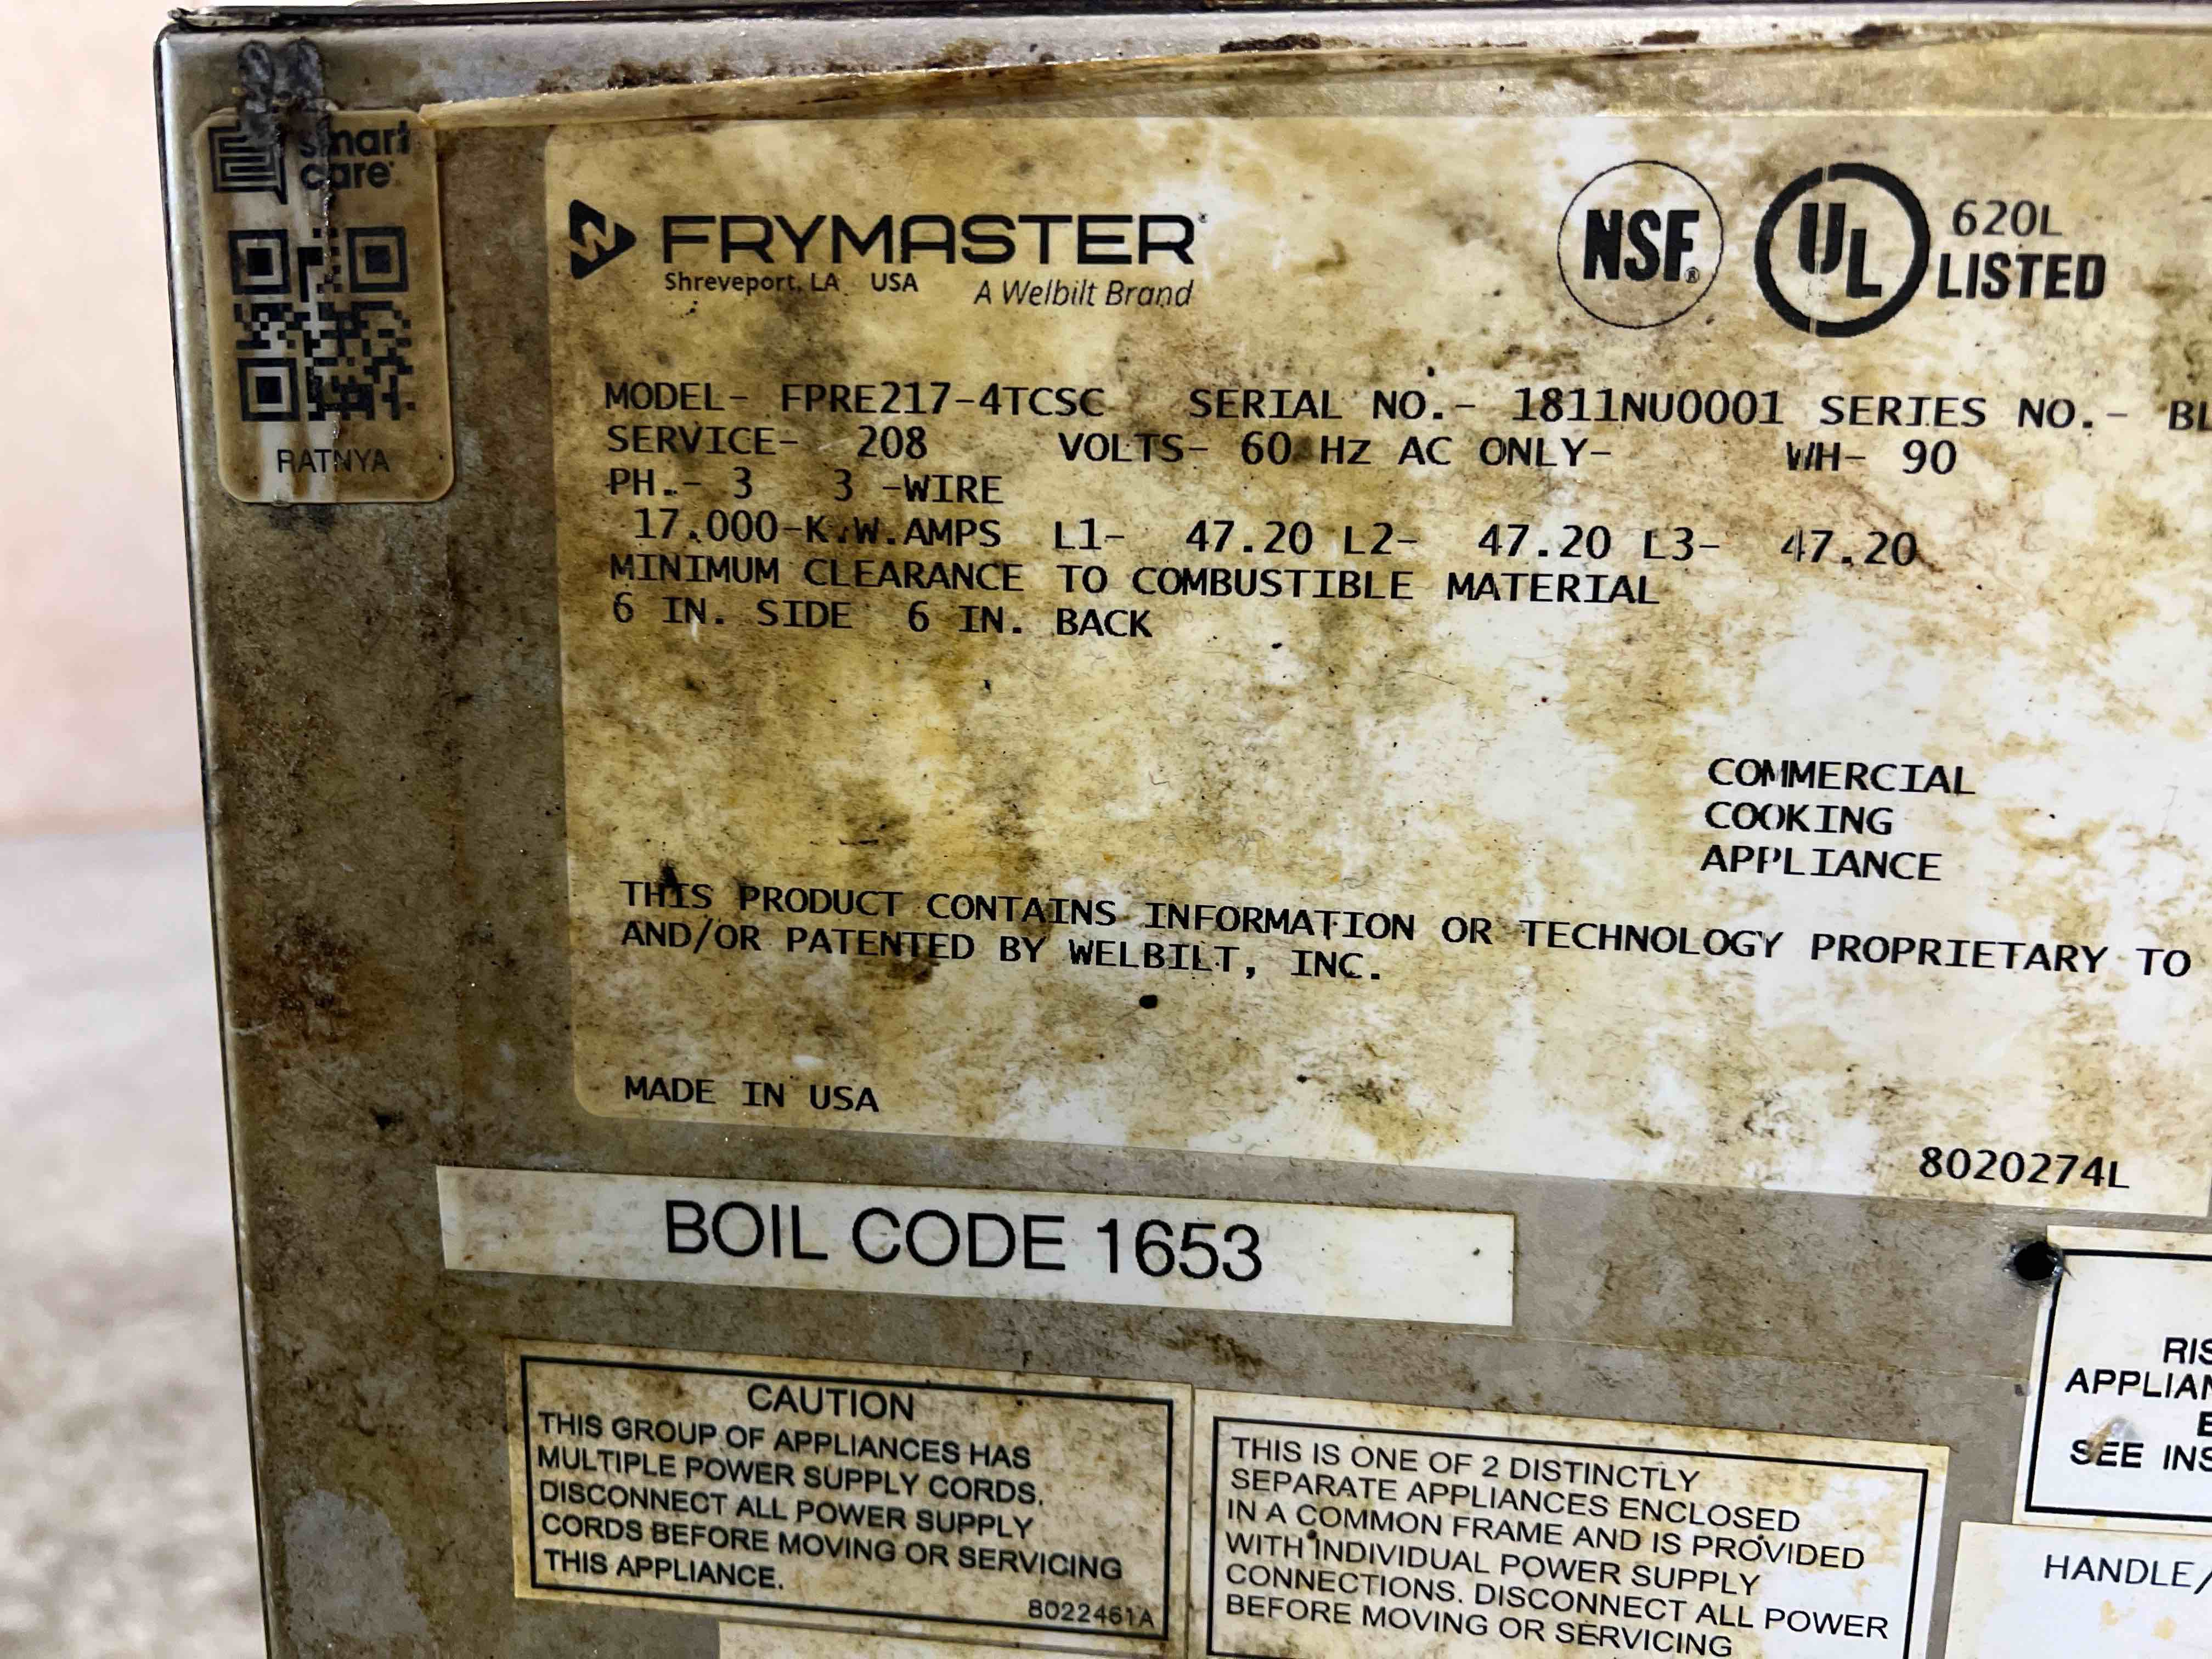 smart
care
RATNYA
FRYMASTER
Shreveport, LA USA
A Welbilt Brand
NSF®
UL
620L
LISTED
MODEL- FPRE217-4TCSC SERIAL NO.- 1811NU0001 SERIES NO.- BL
SERVICE- 208 VOLTS- 60 HZ AC ONLY- WH- 90
PH.- 3 3 -WIRE
17.000-K.W.AMPS L1- 47.20 L2- 47.20 L3- 47.20
MINIMUM CLEARANCE TO COMBUSTIBLE MATERIAL
6 IN. SIDE 6 IN. BACK
COMMERCIAL
COOKING
APPLIANCE
THIS PRODUCT CONTAINS INFORMATION OR TECHNOLOGY PROPRIETARY TO
AND/OR PATENTED BY WELBILT, INC.
MADE IN USA
8020274L
BOIL CODE 1653
CAUTION
THIS GROUP OF APPLIANCES HAS
MULTIPLE POWER SUPPLY CORDS.
DISCONNECT ALL POWER SUPPLY
CORDS BEFORE MOVING OR SERVICING
THIS APPLIANCE.
8022461A
THIS IS ONE OF 2 DISTINCTLY
SEPARATE APPLIANCES ENCLOSED
IN A COMMON FRAME AND IS PROVIDED
WITH INDIVIDUAL POWER SUPPLY
CONNECTIONS. DISCONNECT ALL POWER
BEFORE MOVING OR SERVICING
RIS
APPLIAN
E
SEE INS
HANDLE/